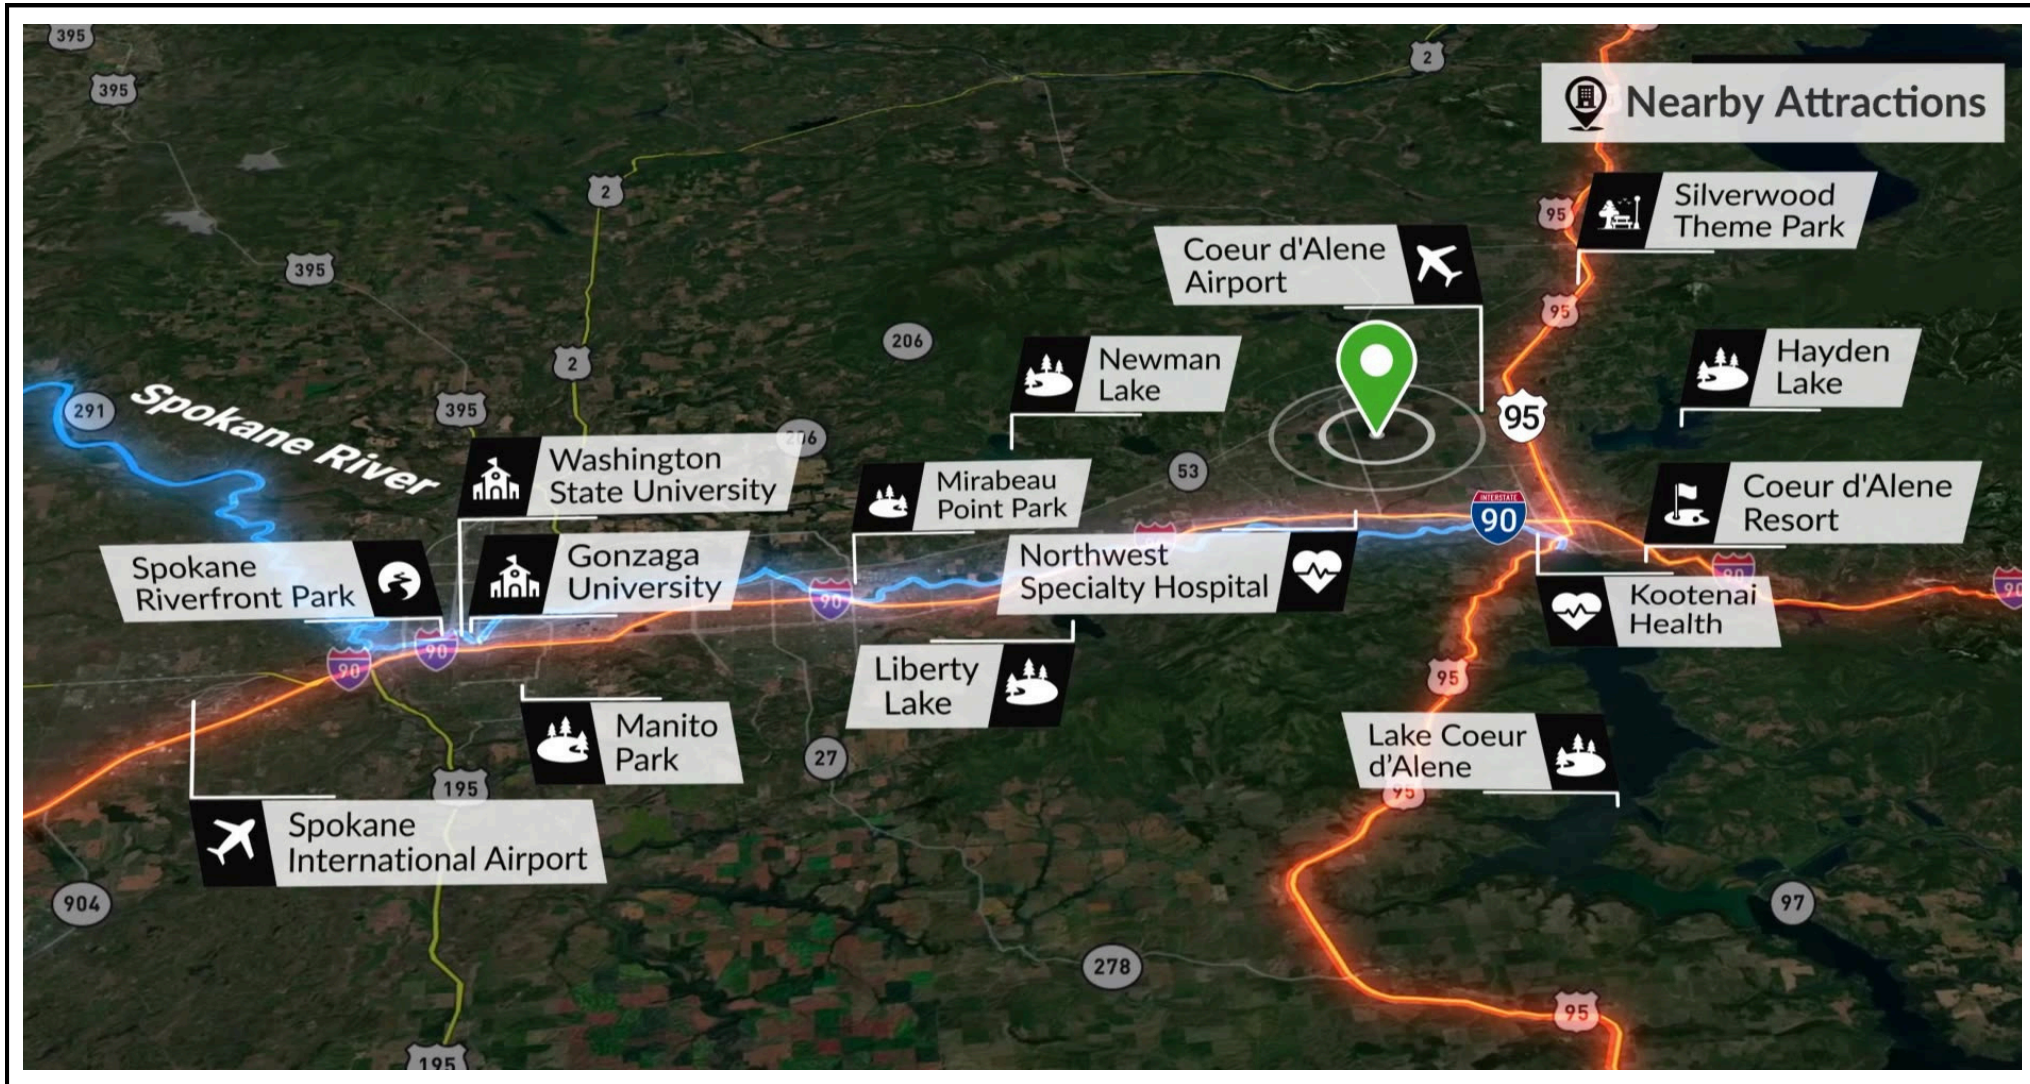 395
2
Nearby Attractions
395
2
Silverwood
Theme Park
95
Coeur d'Alene
Airport
395
95
206
Newman
Lake
Hayden
Lake
2
291
Spokane River
395
95
206
Washington
State University
53
Mirabeau
Point Park
Coeur d'Alene
Resort
INTERSTATE
90
Spokane
Riverfront Park
Gonzaga
University
90
Northwest
Specialty Hospital
90
90
90
Kootenai
Health
90
90
Liberty
Lake
95
Manito
Park
27
Lake Coeur
d’Alene
195
95
Spokane
International Airport
904
97
278
95
195